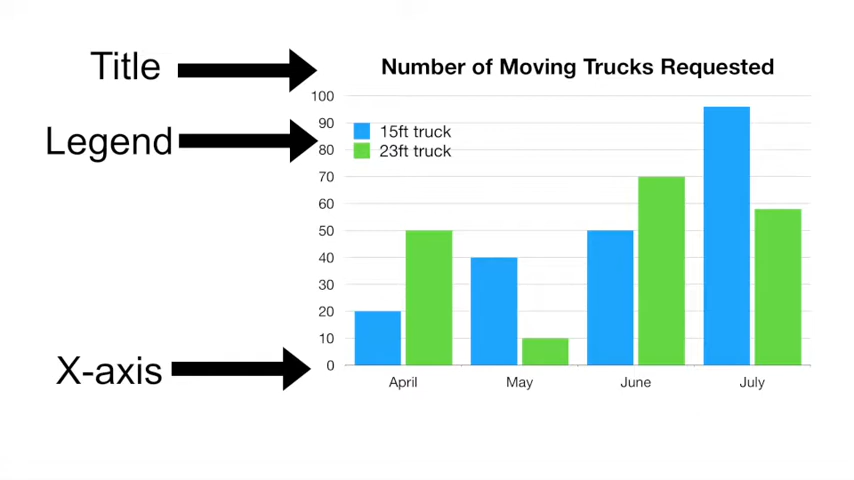 Title
Number of Moving Trucks Requested
Legend
15ft truck
23ft truck
100
90
80
70
60
50
40
30
20
10
0
X-axis
April May June July